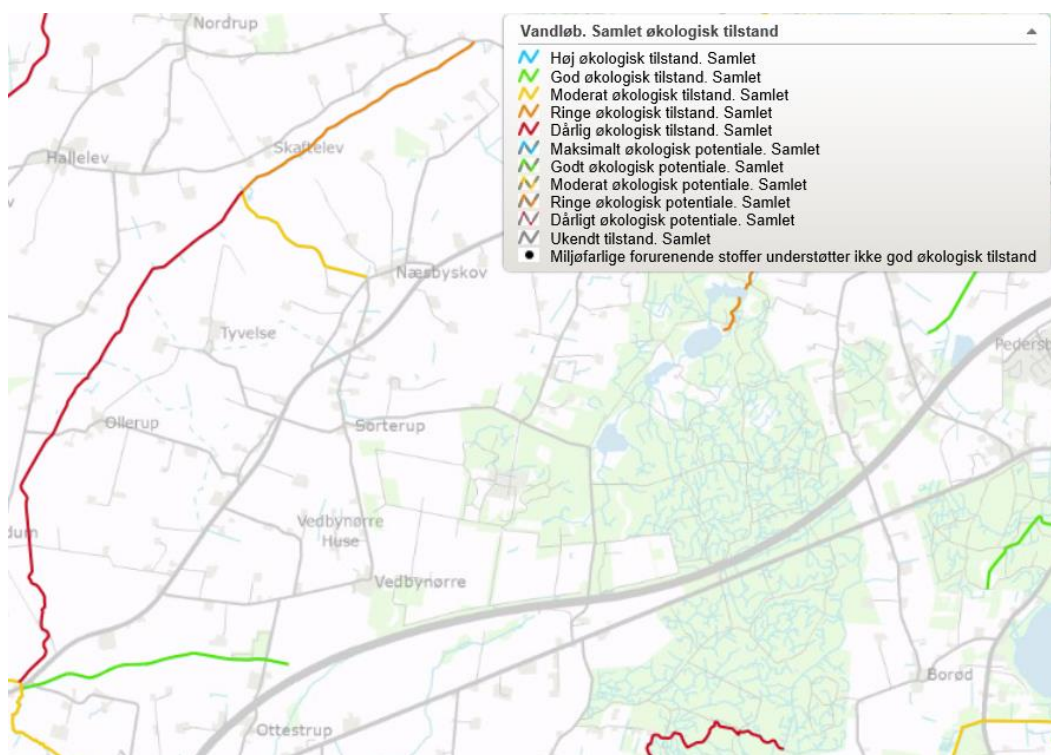 Nordrup
Vandløb. Samlet økologisk tilstand
Høj økologisk tilstand. Samlet
God økologisk tilstand. Samlet
Moderat økologisk tilstand. Samlet
Ringe økologisk tilstand. Samlet
Dårlig økologisk tilstand. Samlet
Maksimalt økologisk potentiale. Samlet
Godt økologisk potentiale. Samlet
Moderat økologisk potentiale. Samlet
Ringe økologisk potentiale. Samlet
Dårligt økologisk potentiale. Samlet
Ukendt tilstand. Samlet
Miljøfarlige forurenende stoffer understøtter ikke god økologisk tilstand
Skaftelev
Hallelev
Næsbyskov
Tyvelse
Pedersb
Ollerup
Sorterup
Vedbynørre
Huse
dum
Vedbynørre
Borød
Ottestrup